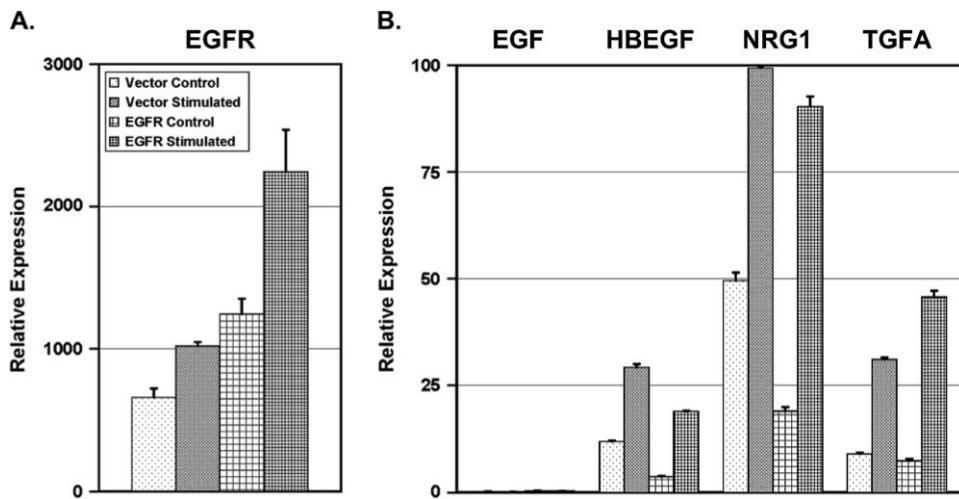 A.
EGFR
3000
2000
1000
0
Relative Expression
Vector Control
Vector Stimulated
EGFR Control
EGFR Stimulated
B.
EGF HBEGF NRG1 TGFA
100
75
50
25
0
Relative Expression